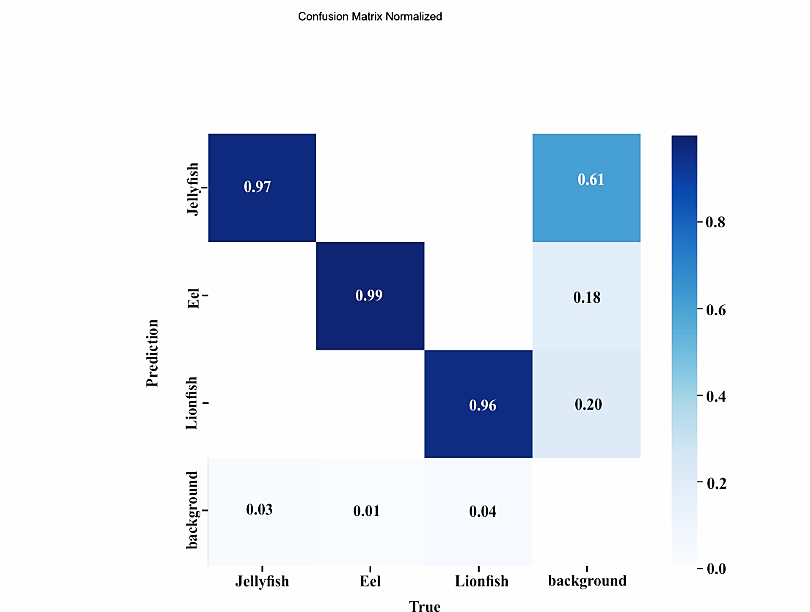 Confusion Matrix Normalized
Jellyfish
0.97
0.61
0.8
Eel
0.99
0.18
0.6
Prediction
Lionfish
0.96
0.20
0.4
background
0.03
0.01
0.04
0.2
0.0
Jellyfish
Eel
Lionfish
background
True